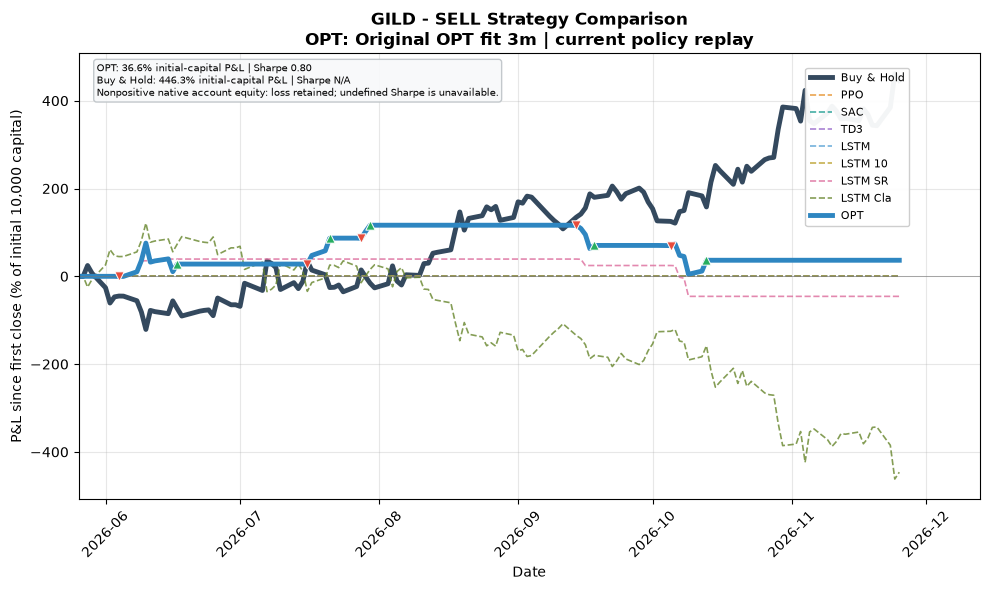 GILD - SELL Strategy Comparison
OPT: Original OPT fit 3m | current policy replay
OPT: 36.6% initial-capital P&L | Sharpe 0.80
Buy & Hold: 446.3% initial-capital P&L | Sharpe N/A
Nonpositive native account equity: loss retained; undefined Sharpe is unavailable.
Buy & Hold
PPO
SAC
TD3
LSTM
LSTM 10
LSTM SR
LSTM Cla
OPT
P&L since first close (% of initial 10,000 capital)
400
200
0
−200
−400
2026-06
2026-07
2026-08
2026-09
2026-10
2026-11
2026-12
Date